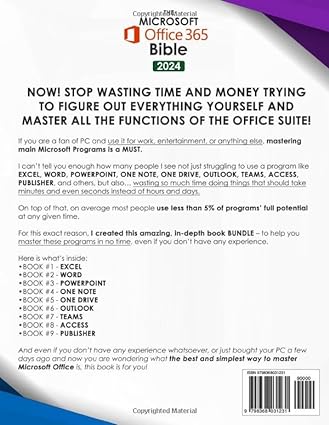 Copyrighted Material
THE
MICROSOFT
Office 365
Bible
2024
NOW! STOP WASTING TIME AND MONEY TRYING
TO FIGURE OUT EVERYTHING YOURSELF AND
MASTER ALL THE FUNCTIONS OF THE OFFICE SUITE!
If you are a fan of PC and use it for work, entertainment, or anything else, mastering
main Microsoft Programs is a MUST.
I can't tell you enough how many people I see not just struggling to use a program like
EXCEL, WORD, POWERPOINT, ONE NOTE, ONE DRIVE, OUTLOOK, TEAMS, ACCESS,
PUBLISHER, and others, but also... wasting so much time doing things that should take
minutes and even seconds instead of hours and days.
On top of that, on average most people use less than 5% of programs' full potential
at any given time.
For this exact reason, I created this amazing, in-depth book BUNDLE – to help you
master these programs in no time, even if you don't have any experience.
Here is what's inside:
•BOOK #1 - EXCEL
•BOOK #2 - WORD
•BOOK #3 - POWERPOINT
•BOOK #4 - ONE NOTE
•BOOK #5 - ONE DRIVE
•BOOK #6 - OUTLOOK
•BOOK #7 - TEAMS
•BOOK #8 - ACCESS
•BOOK #9 - PUBLISHER
And even if you don't have any experience whatsoever, or just bought your PC a few
days ago and now you are wondering what the best and simplest way to master
Microsoft Office is, this book is for you!
ISBN 9798368031231
90000
9 798368 031231
Copyrighted Material